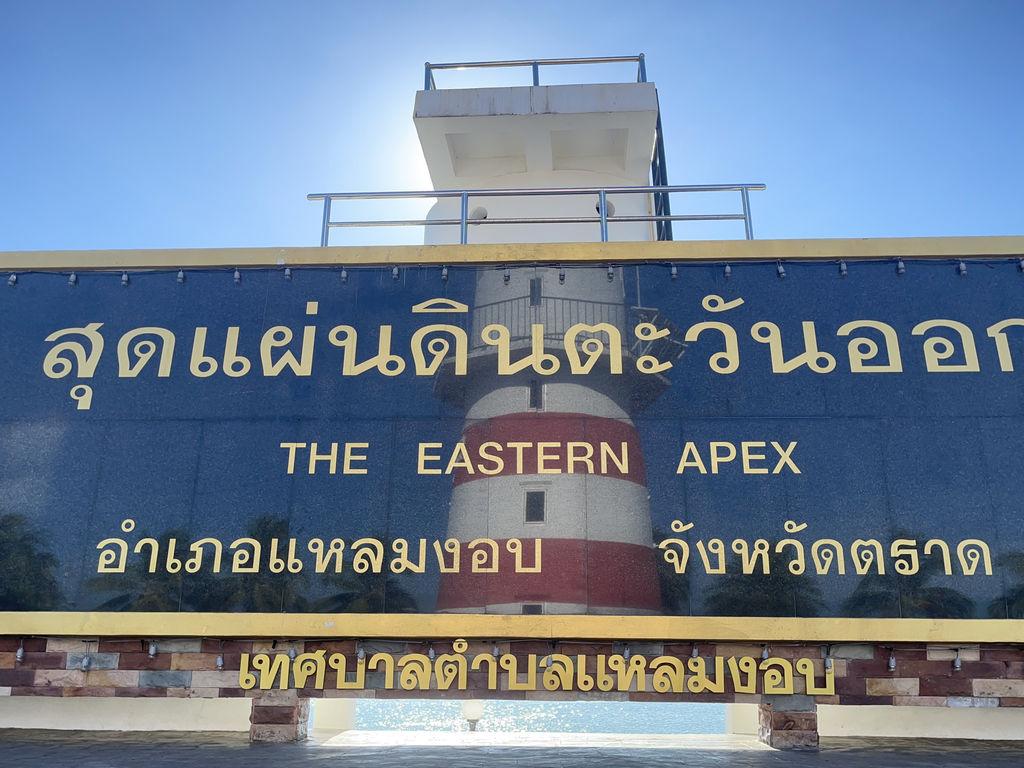 สุดแผ่นดินตะวันออก
THE EASTERN APEX
อำเภอแหลมงอบ จังหวัดตราด
เทศบาลตำบลแหลมงอบ